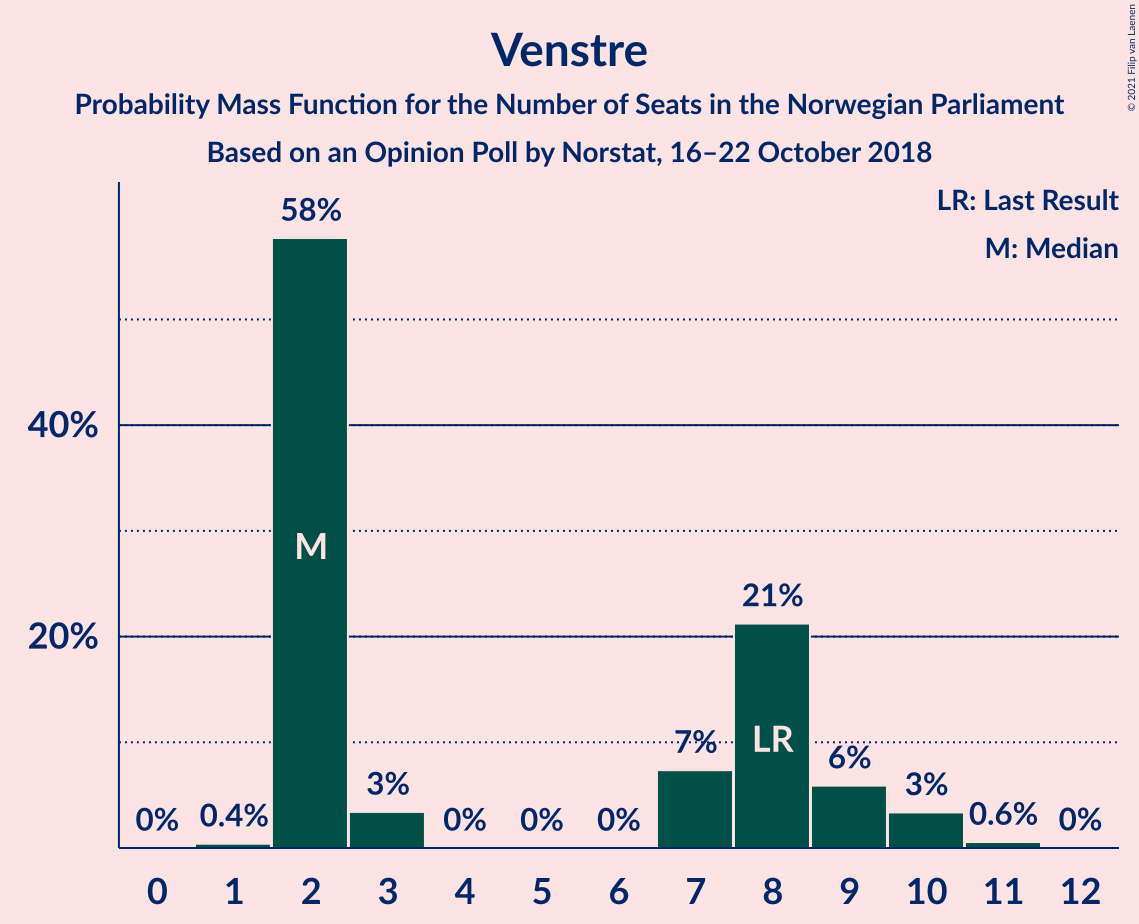 Venstre
Probability Mass Function for the Number of Seats in the Norwegian Parliament
Based on an Opinion Poll by Norstat, 16–22 October 2018
© 2021 Filip van Laenen
LR: Last Result
M: Median
58%
40%
M
21%
20%
LR
7%
6%
3%
3%
0%
0.4%
0%
0%
0%
0.6%
0%
0 1 2 3 4 5 6 7 8 9 10 11 12